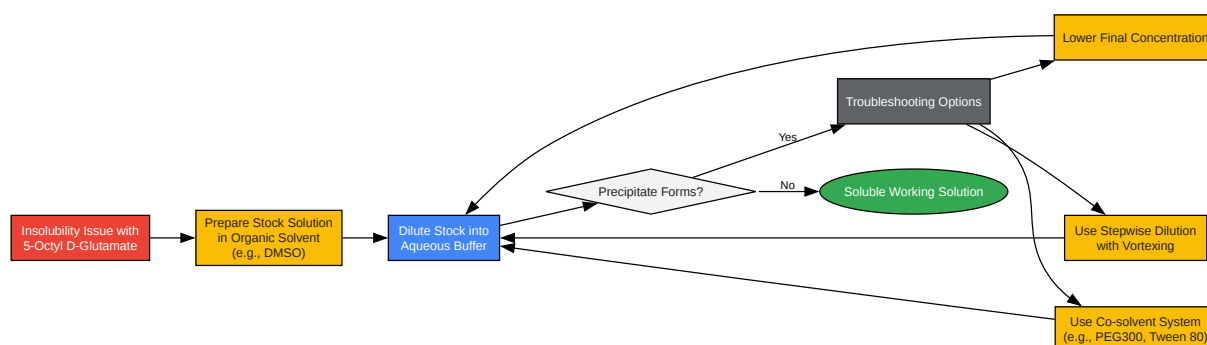 Insolubility Issue with
5-Octyl D-Glutamate
Prepare Stock Solution
in Organic Solvent
(e.g., DMSO)
Dilute Stock into
Aqueous Buffer
Precipitate Forms?
Yes
No
Soluble Working Solution
Troubleshooting Options
Lower Final Concentration
Use Stepwise Dilution
with Vortexing
Use Co-solvent System
(e.g., PEG300, Tween 80)